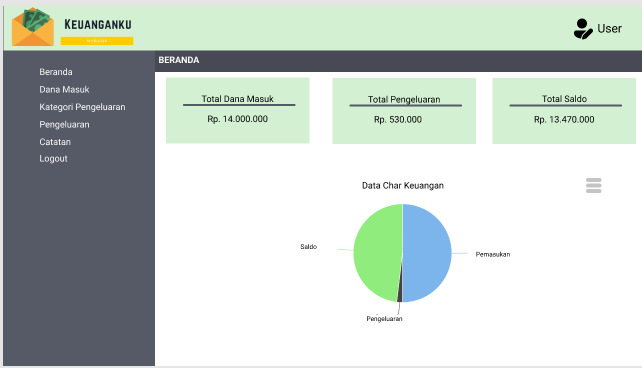 KEUANGANKU
User
BERANDA
Beranda
Dana Masuk
Kategori Pengeluaran
Pengeluaran
Catatan
Logout
Total Dana Masuk
Rp. 14.000.000
Total Pengeluaran
Rp. 530.000
Total Saldo
Rp. 13.470.000
Data Char Keuangan
Saldo
Pemasukan
Pengeluaran